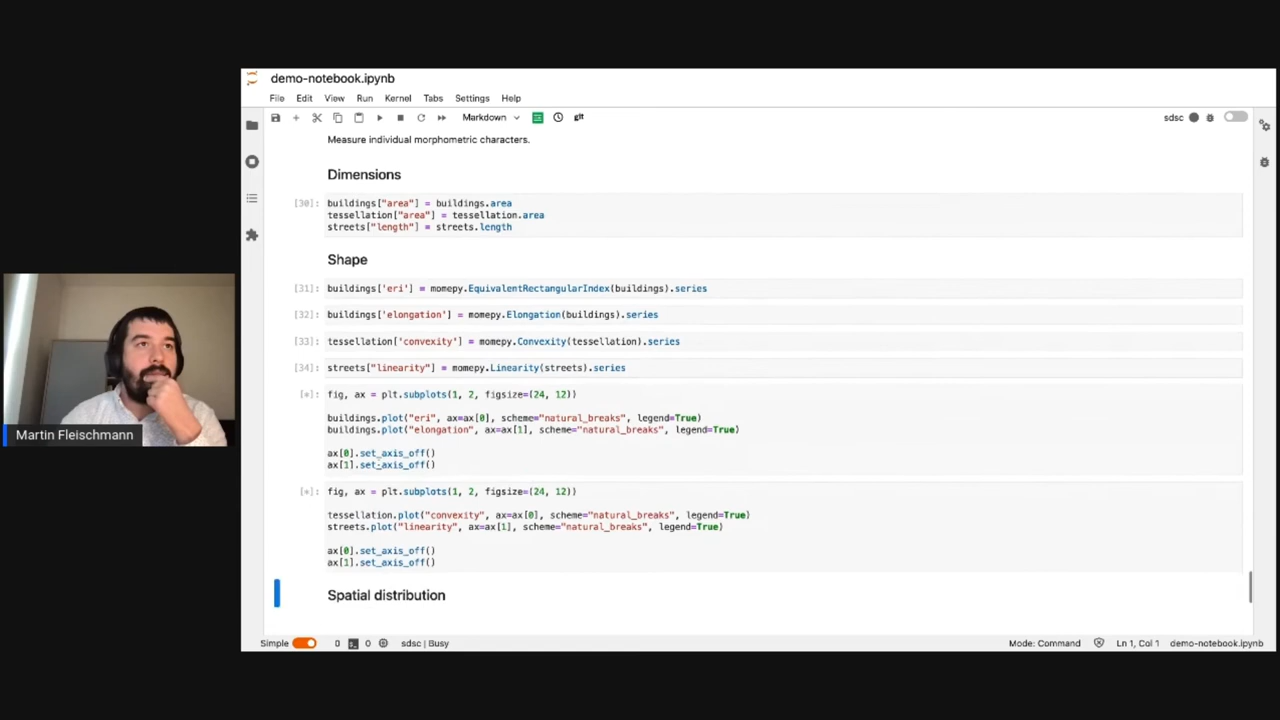 demo-notebook.ipynb
File Edit View Run Kernel Tabs Settings Help
Markdown git sdsc
Measure individual morphometric characters.
Dimensions
[30]: buildings["area"] = buildings.area
tessellation["area"] = tessellation.area
streets["length"] = streets.length
Shape
[31]: buildings['eri'] = momepy.EquivalentRectangularIndex(buildings).series
[32]: buildings['elongation'] = momepy.Elongation(buildings).series
[33]: tessellation['convexity'] = momepy.Convexity(tessellation).series
[34]: streets["linearity"] = momepy.Linearity(streets).series
[*]: fig, ax = plt.subplots(1, 2, figsize=(24, 12))
buildings.plot("eri", ax=ax[0], scheme="natural_breaks", legend=True)
buildings.plot("elongation", ax=ax[1], scheme="natural_breaks", legend=True)
ax[0].set_axis_off()
ax[1].set_axis_off()
[*]: fig, ax = plt.subplots(1, 2, figsize=(24, 12))
tessellation.plot("convexity", ax=ax[0], scheme="natural_breaks", legend=True)
streets.plot("linearity", ax=ax[1], scheme="natural_breaks", legend=True)
ax[0].set_axis_off()
ax[1].set_axis_off()
Spatial distribution
Simple 0 0 sdsc | Busy Mode: Command Ln 1, Col 1 demo-notebook.ipynb
Martin Fleischmann